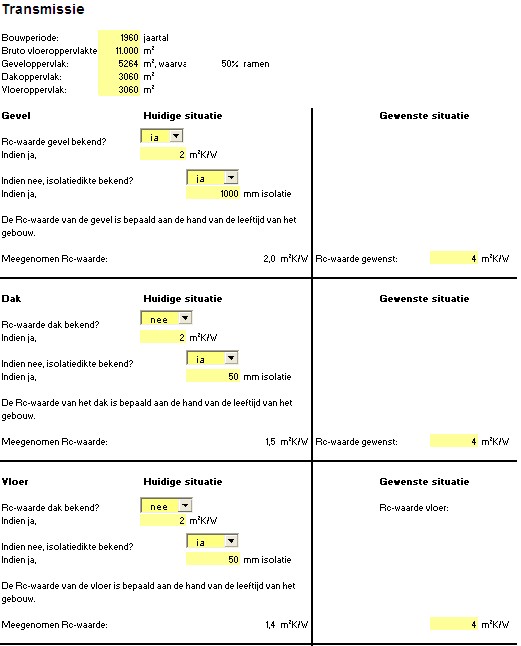 Transmissie
Bouwperiode: 1960 jaartal
Bruto vloeroppervlakte 11.000 m²
Geveloppervlak: 5264 m², waarva 50% ramen
Dakoppervlak: 3060 m²
Vloeroppervlak: 3060 m²
Gevel Huidige situatie Gewenste situatie
Rc-waarde gevel bekend? ja
Indien ja, 2 m²K/W
Indien nee, isolatiedikte bekend? ja
Indien ja, 1000 mm isolatie
De Rc-waarde van de gevel is bepaald aan de hand van de leeftijd van het
gebouw.
Meegenomen Rc-waarde: 2,0 m²K/W Rc-waarde gewenst: 4 m²K/W
Dak Huidige situatie Gewenste situatie
Rc-waarde dak bekend? nee
Indien ja, 2 m²K/W
Indien nee, isolatiedikte bekend? ja
Indien ja, 50 mm isolatie
De Rc-waarde van het dak is bepaald aan de hand van de leeftijd van het
gebouw.
Meegenomen Rc-waarde: 1,5 m²K/W Rc-waarde gewenst: 4 m²K/W
Vloer Huidige situatie Gewenste situatie
Rc-waarde dak bekend? nee Rc-waarde vloer:
Indien ja, 2 m²K/W
Indien nee, isolatiedikte bekend? ja
Indien ja, 50 mm isolatie
De Rc-waarde van de vloer is bepaald aan de hand van de leeftijd van het
gebouw.
Meegenomen Rc-waarde: 1,4 m²K/W 4 m²K/W